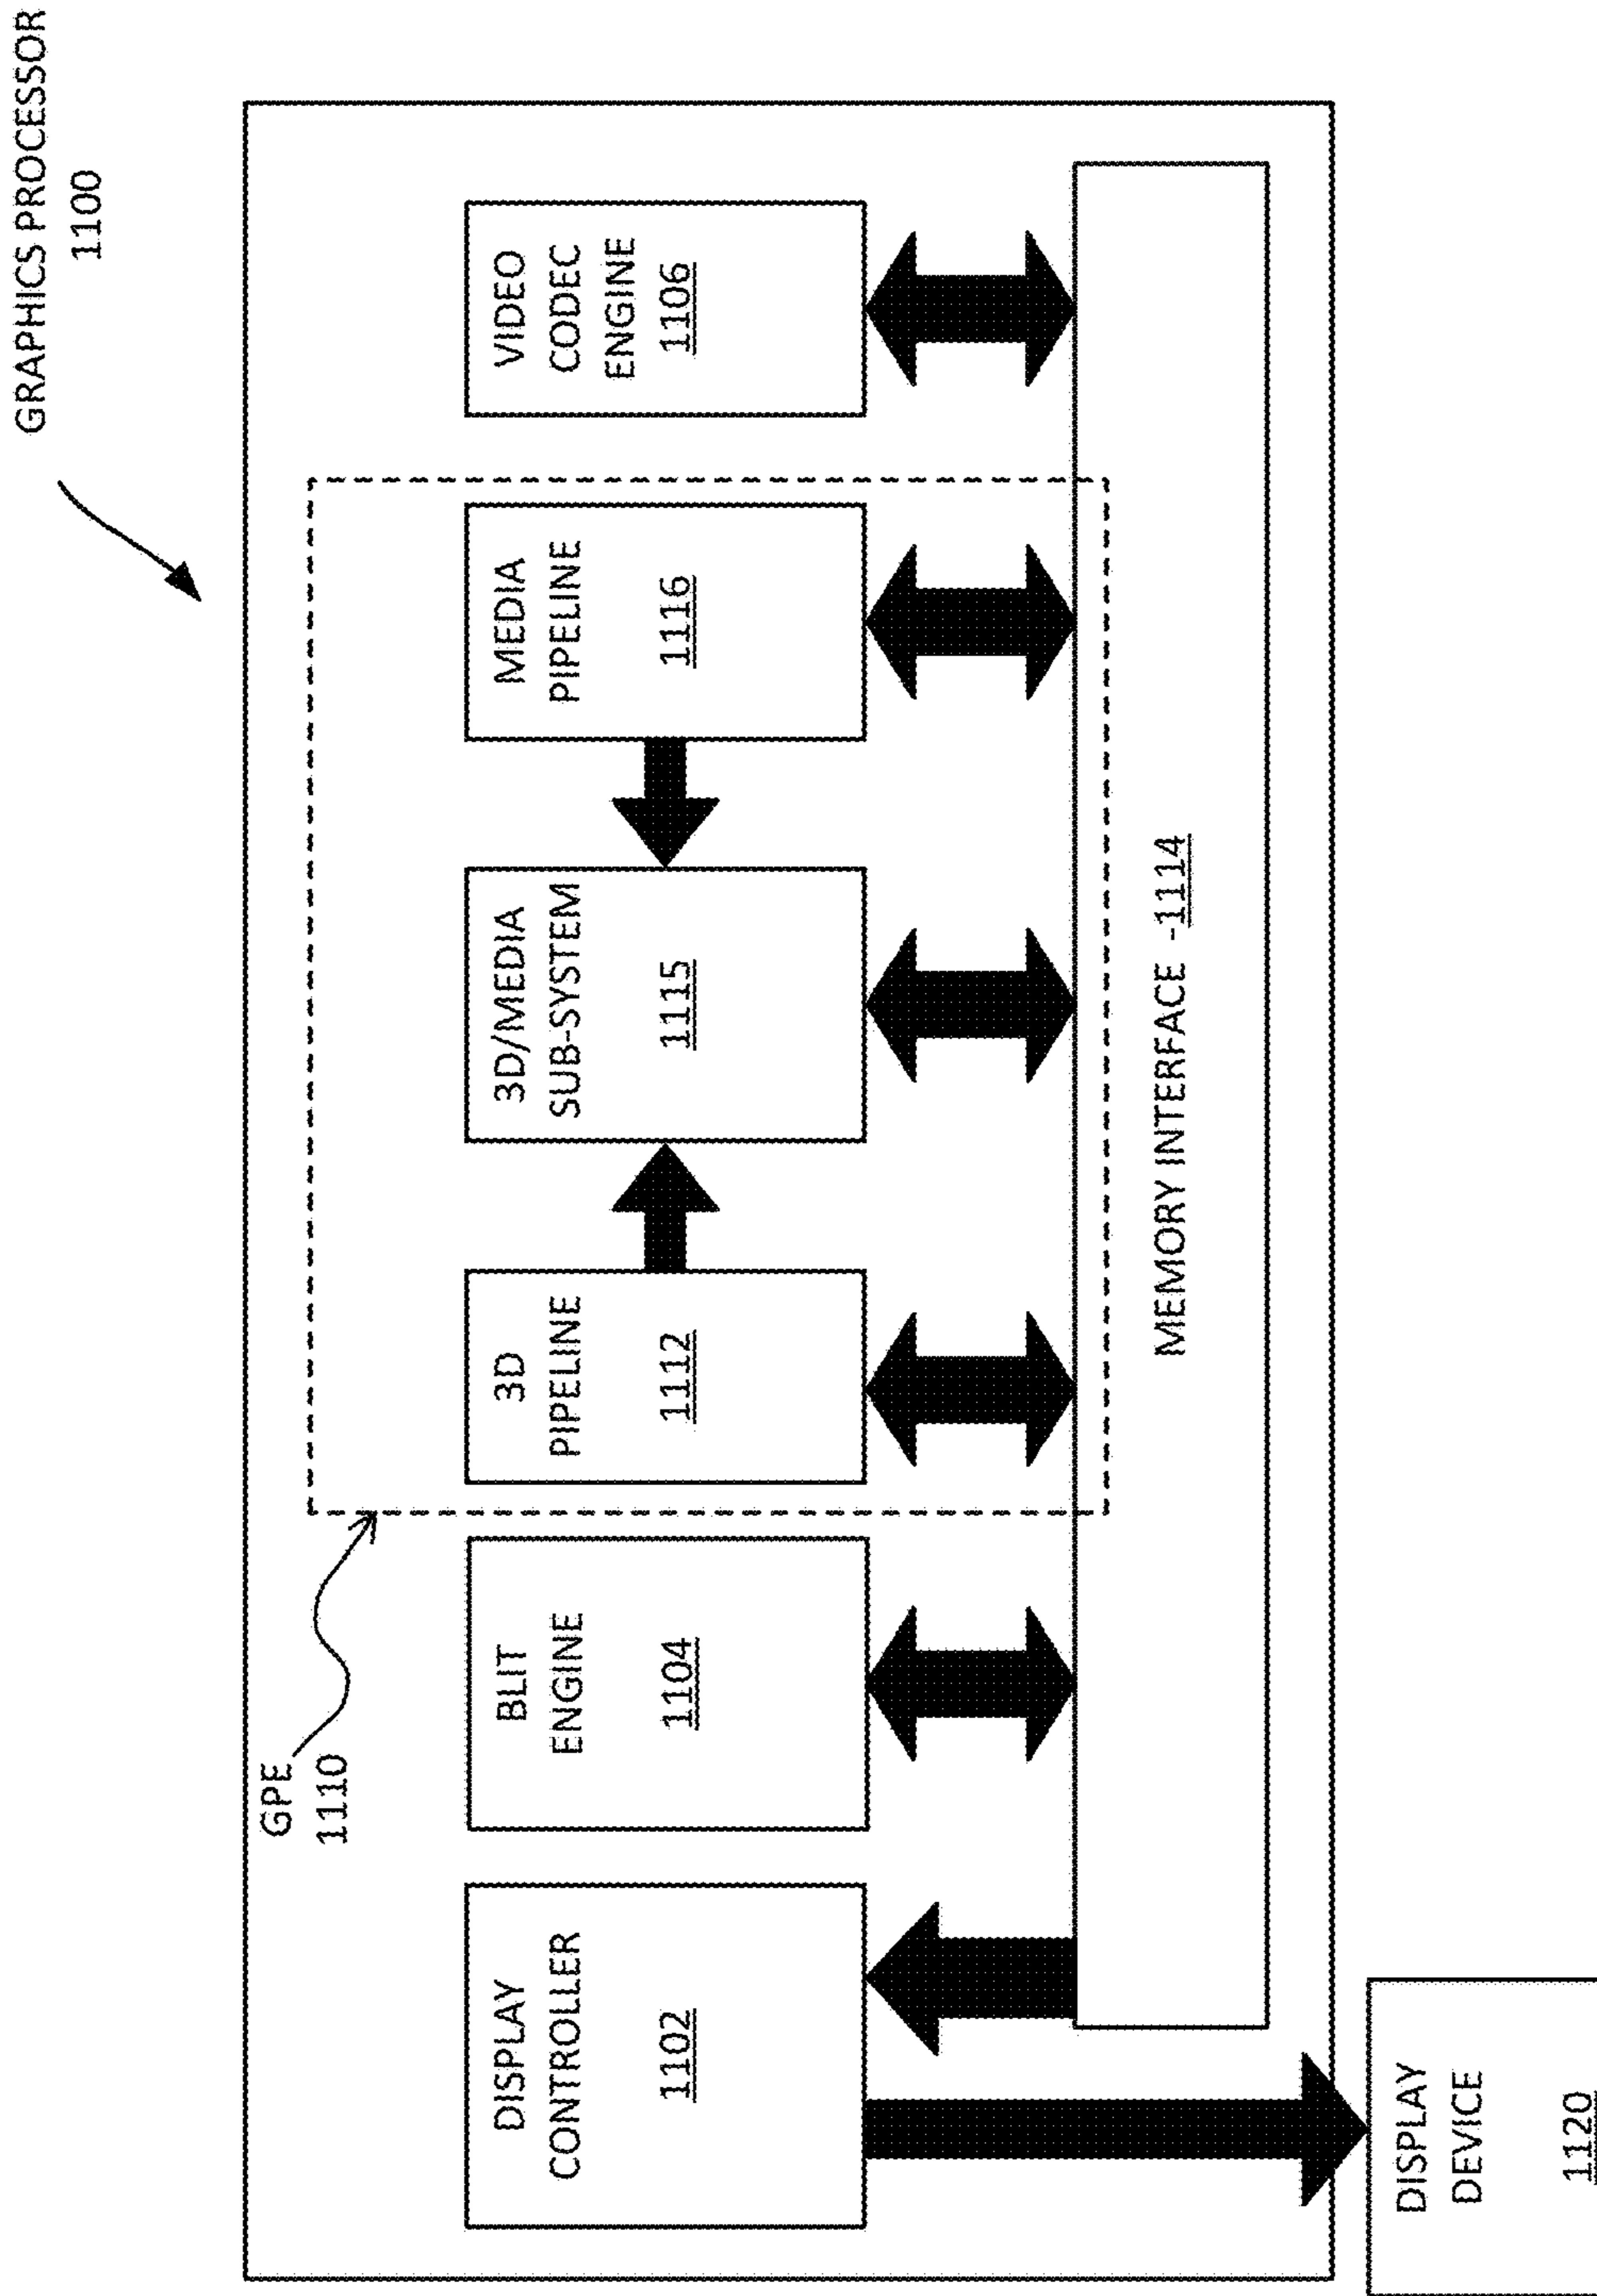 GRAPHICS PROCESSOR
1100
GPE
1110
DISPLAY
CONTROLLER
1102
BLIT
ENGINE
1104
3D
PIPELINE
1112
3D/MEDIA
SUB-SYSTEM
1115
MEDIA
PIPELINE
1116
VIDEO
CODEC
ENGINE
1106
MEMORY INTERFACE -1114
DISPLAY
DEVICE
1120